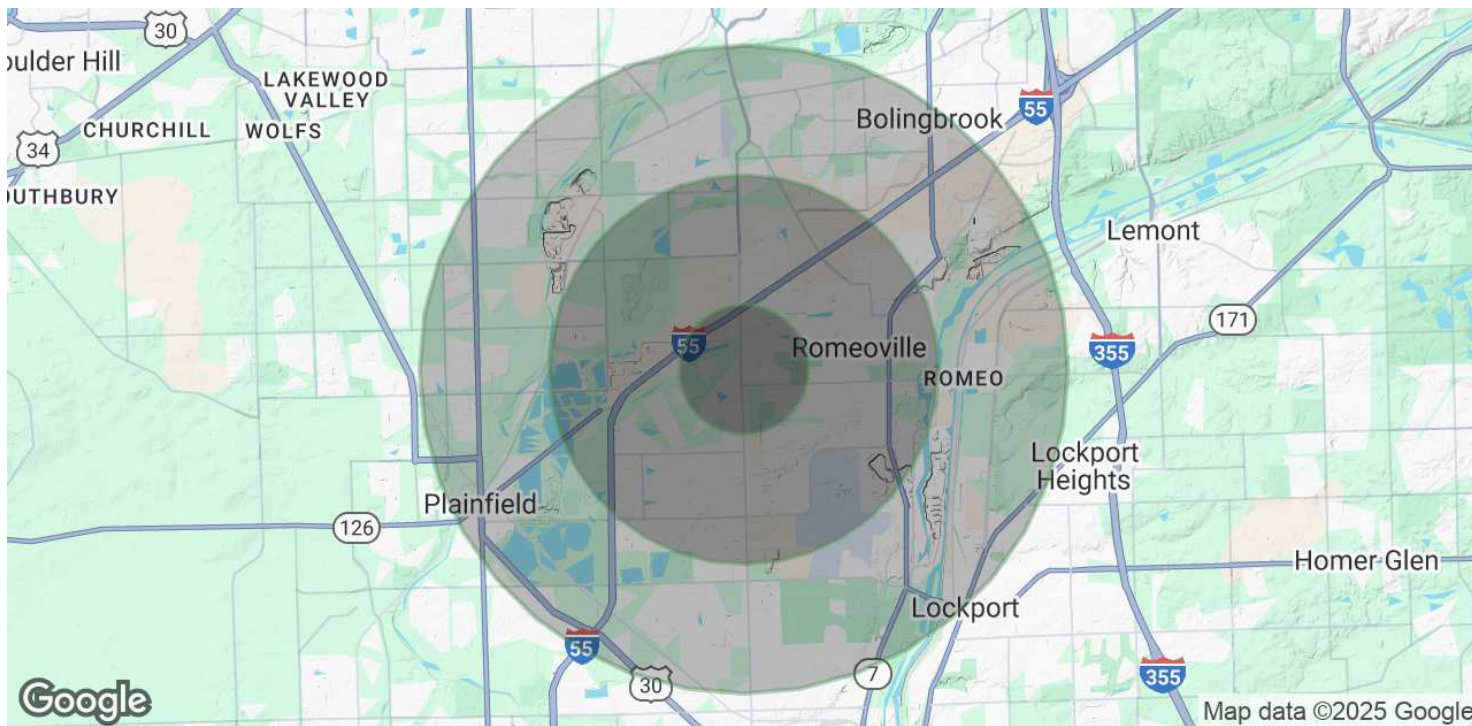 30
oulder Hill
LAKEWOOD
VALLEY
CHURCHILL
WOLFS
34
OUTHBURY
Bolingbrook
55
Lemont
171
55
Romeoville
355
ROMEO
Lockport
Heights
Plainfield
126
Homer Glen
Lockport
55
30
7
355
Google
Map data ©2025 Google